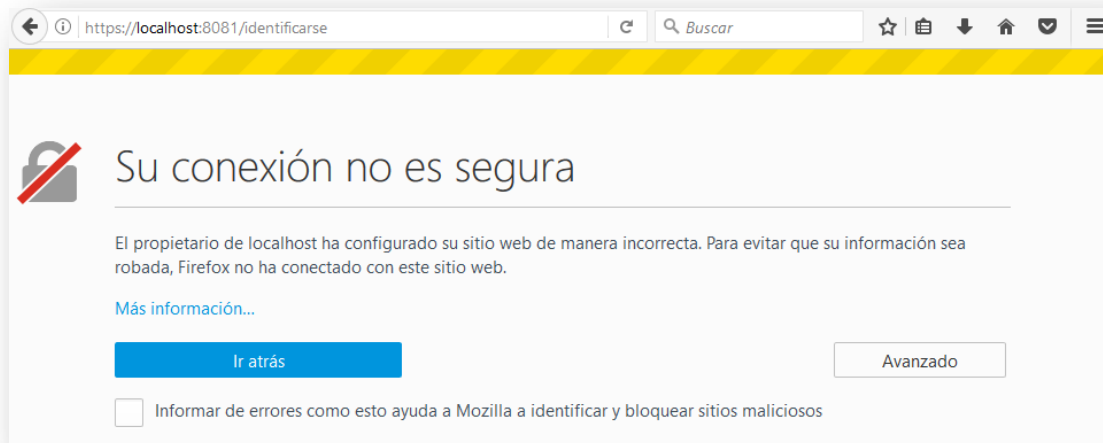 https://localhost:8081/identificarse
Buscar
Su conexión no es segura
El propietario de localhost ha configurado su sitio web de manera incorrecta. Para evitar que su información sea
robada, Firefox no ha conectado con este sitio web.
Más información...
Ir atrás
Avanzado
Informar de errores como esto ayuda a Mozilla a identificar y bloquear sitios maliciosos